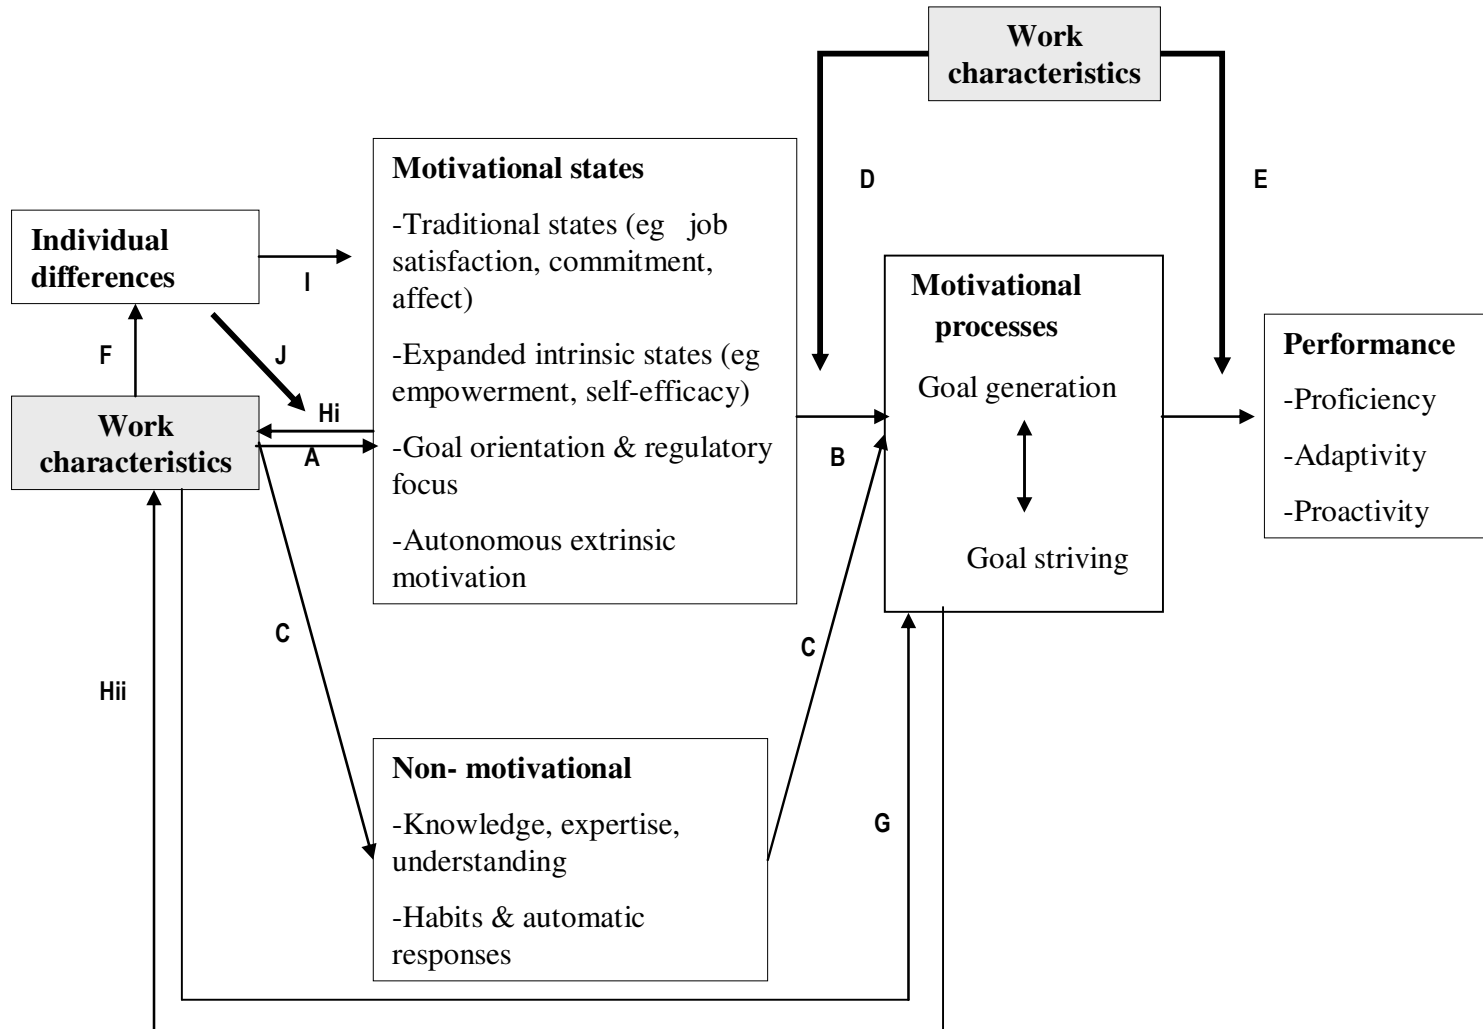 Work
characteristics
D
E
Motivational states
-Traditional states (eg job
satisfaction, commitment,
affect)
-Expanded intrinsic states (eg
empowerment, self-efficacy)
-Goal orientation & regulatory
focus
-Autonomous extrinsic
motivation
Individual
differences
I
F
J
Hi
Work
characteristics
A
B
Motivational
processes
Goal generation
Goal striving
Performance
-Proficiency
-Adaptivity
-Proactivity
C
C
Hii
G
Non- motivational
-Knowledge, expertise,
understanding
-Habits & automatic
responses